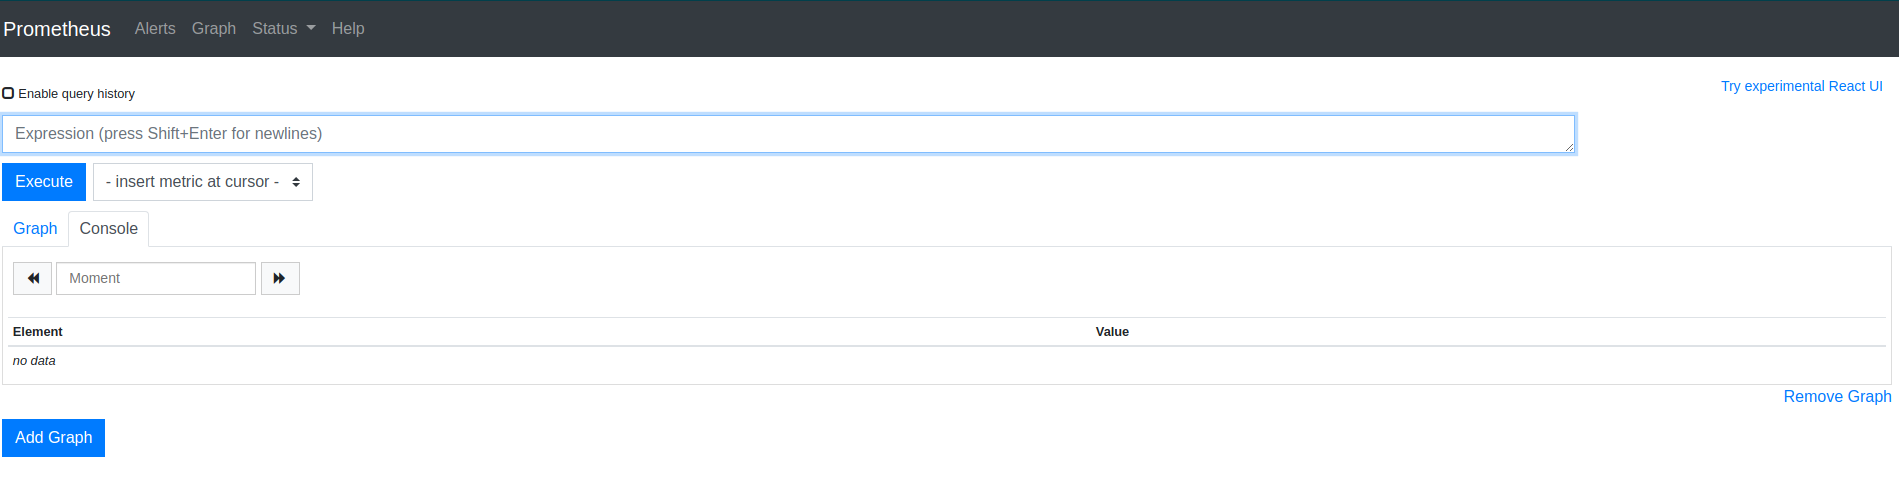 Prometheus Alerts Graph Status Help
Try experimental React UI
Enable query history
Expression (press Shift+Enter for newlines)
Execute - insert metric at cursor -
Graph Console
Moment
Element Value
no data
Remove Graph
Add Graph